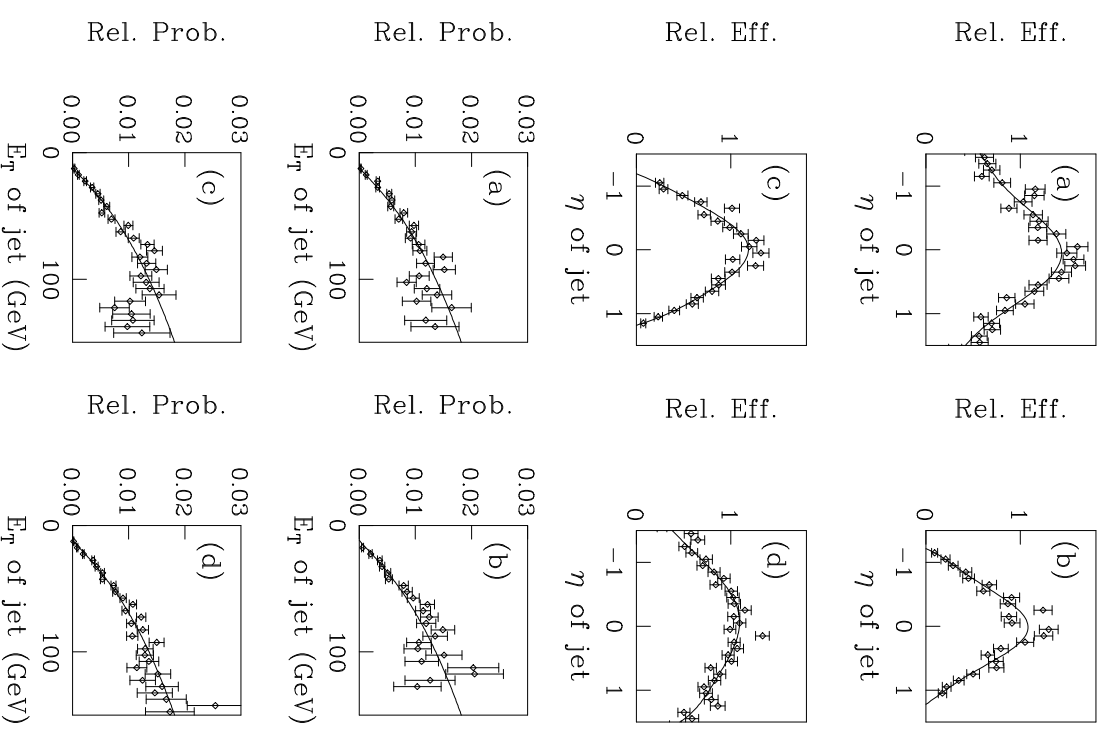 Rel. Eff.
1
0
(a)
−1 0 1
η of jet
Rel. Eff.
1
0
(b)
−1 0 1
η of jet
Rel. Eff.
1
0
(c)
−1 0 1
η of jet
Rel. Eff.
1
0
(d)
−1 0 1
η of jet
Rel. Prob.
0.03
0.02
0.01
0.00
(a)
0 100
E_T of jet (GeV)
Rel. Prob.
0.03
0.02
0.01
0.00
(b)
0 100
E_T of jet (GeV)
Rel. Prob.
0.03
0.02
0.01
0.00
(c)
0 100
E_T of jet (GeV)
Rel. Prob.
0.03
0.02
0.01
0.00
(d)
0 100
E_T of jet (GeV)